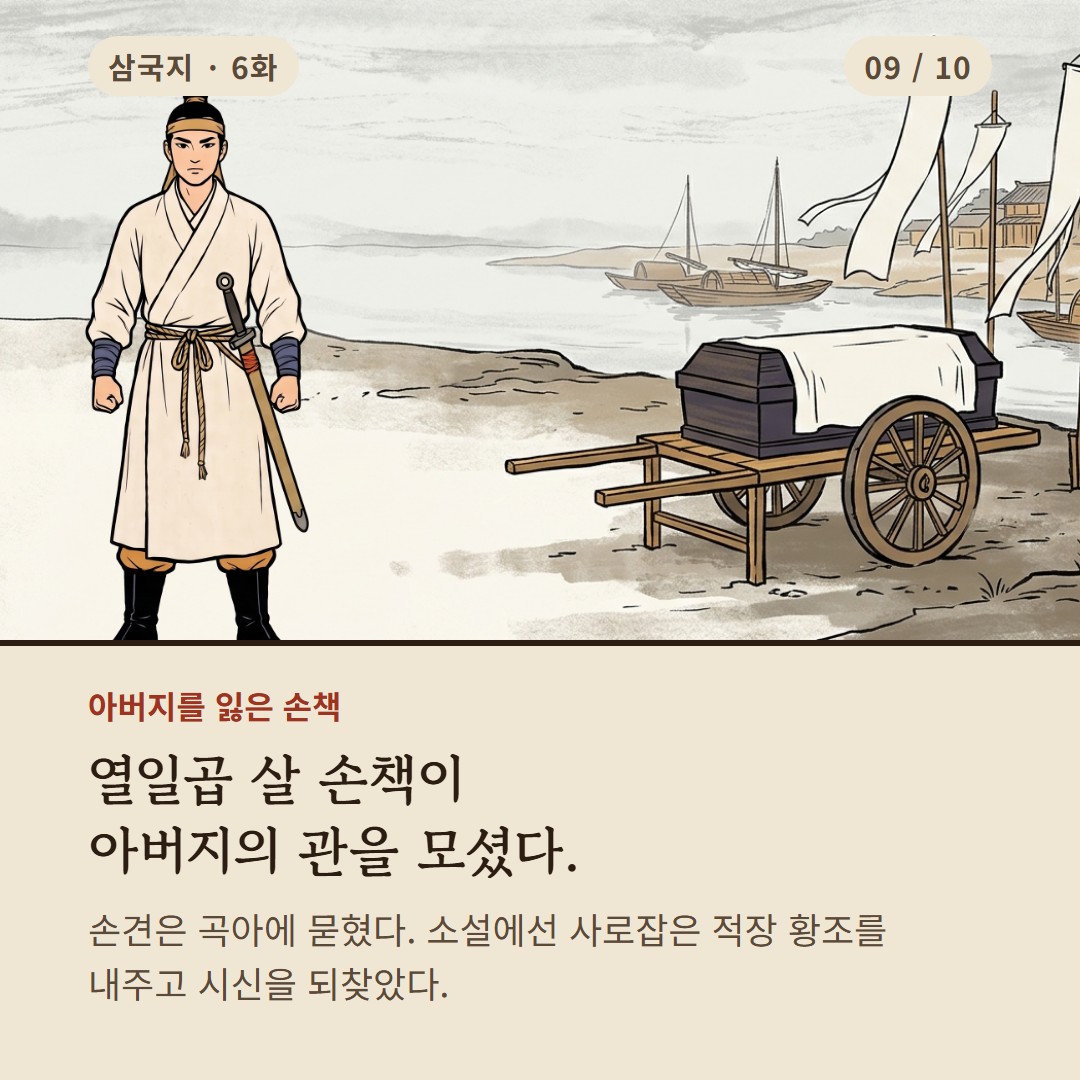 삼국지 · 6화
09 / 10
아버지를 잃은 손책
열일곱 살 손책이
아버지의 관을 모셨다.
손견은 곡아에 묻혔다. 소설에선 사로잡은 적장 황조를
내주고 시신을 되찾았다.